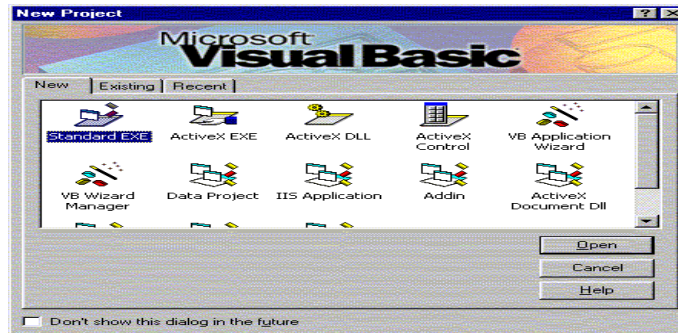 New Project
Microsoft
Visual Basic
New Existing Recent
Standard EXE ActiveX EXE ActiveX DLL ActiveX Control VB Application Wizard
VB Wizard Manager Data Project IIS Application Addin ActiveX Document Dll
Open
Cancel
Help
Don't show this dialog in the future